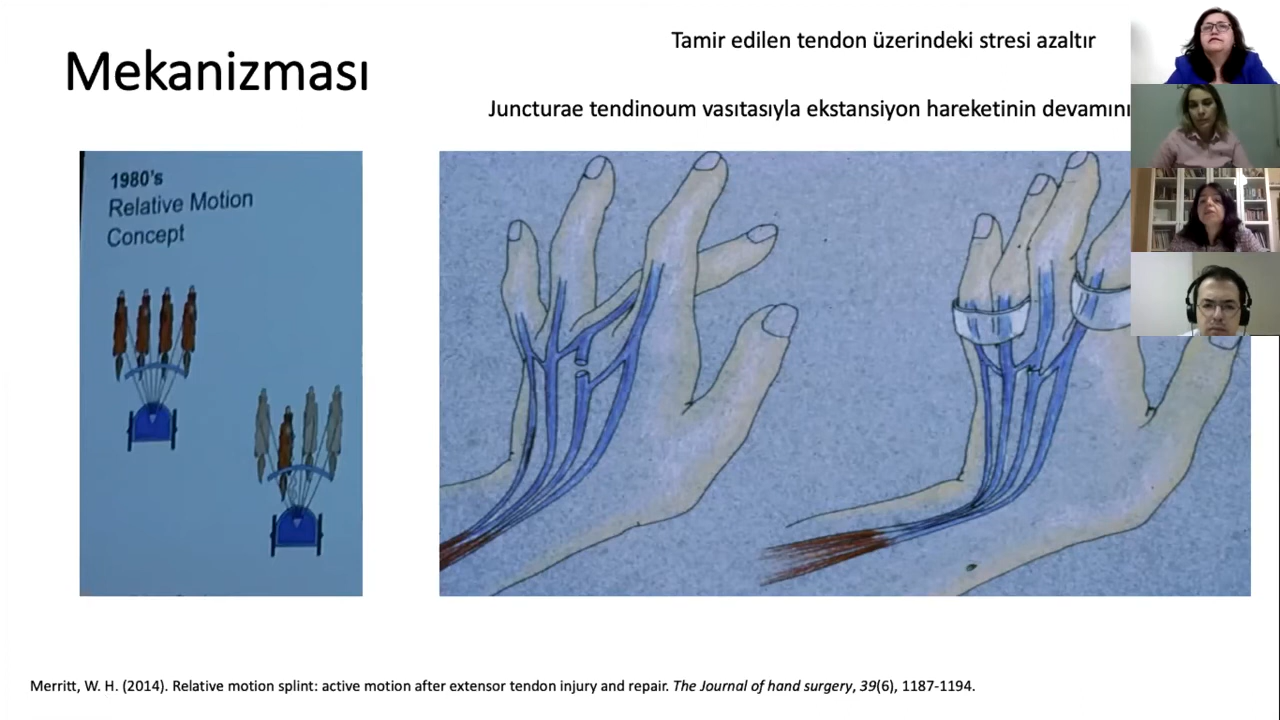 Mekanizması
Tamir edilen tendon üzerindeki stresi azaltır
Juncturae tendinoum vasıtasıyla ekstansiyon hareketinin devamını
1980's
Relative Motion
Concept
Merritt, W. H. (2014). Relative motion splint: active motion after extensor tendon injury and repair. The Journal of hand surgery, 39(6), 1187-1194.